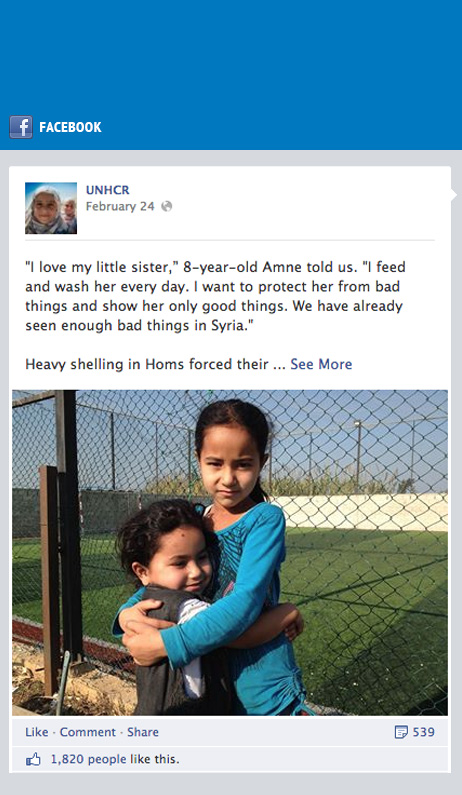 f FACEBOOK
UNHCR
February 24
"I love my little sister,” 8-year-old Amne told us. "I feed
and wash her every day. I want to protect her from bad
things and show her only good things. We have already
seen enough bad things in Syria."
Heavy shelling in Homs forced their ... See More
Like · Comment · Share 539
1,820 people like this.